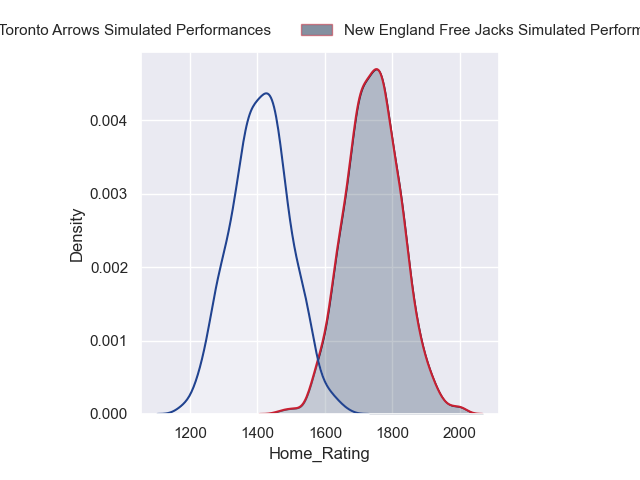 Toronto Arrows Simulated Performances New England Free Jacks Simulated Perform
0.004
0.003
0.002
0.001
0.000
Density
1200 1400 1600 1800 2000
Home_Rating